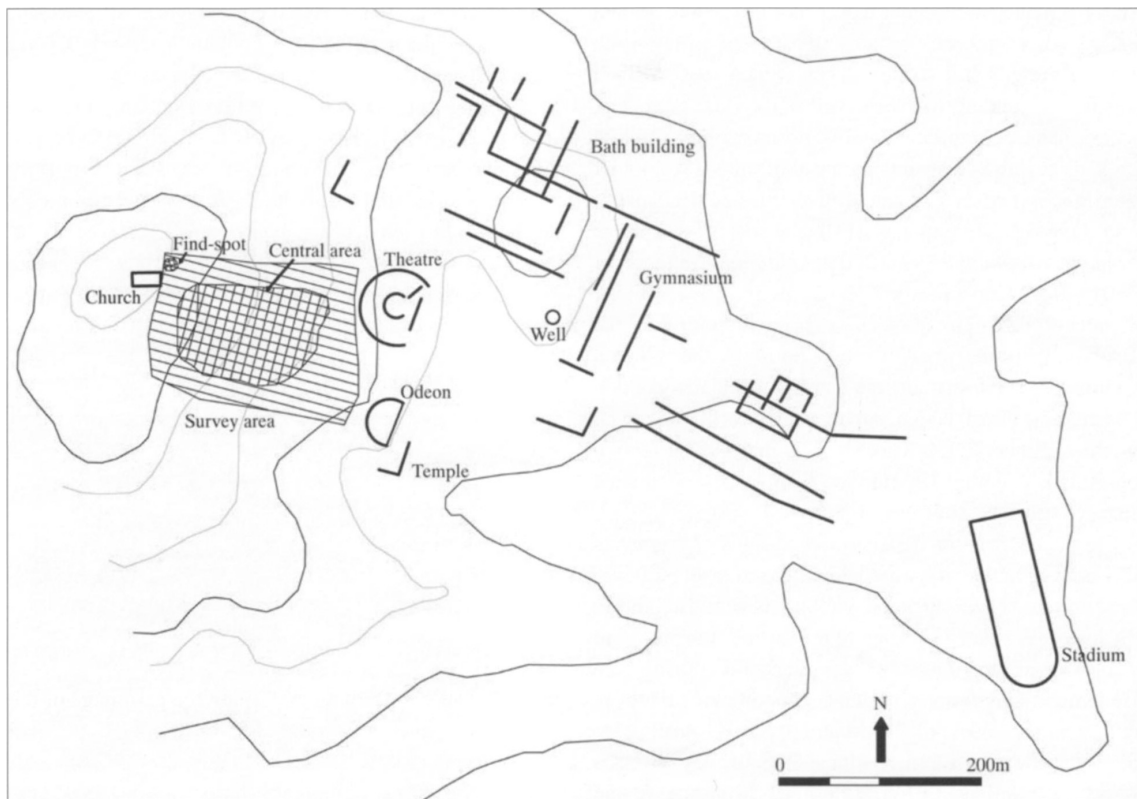 Bath building
Find-spot
Central area
Theatre
Gymnasium
Church
Well
Odeon
Survey area
Temple
Stadium
N
0
200m